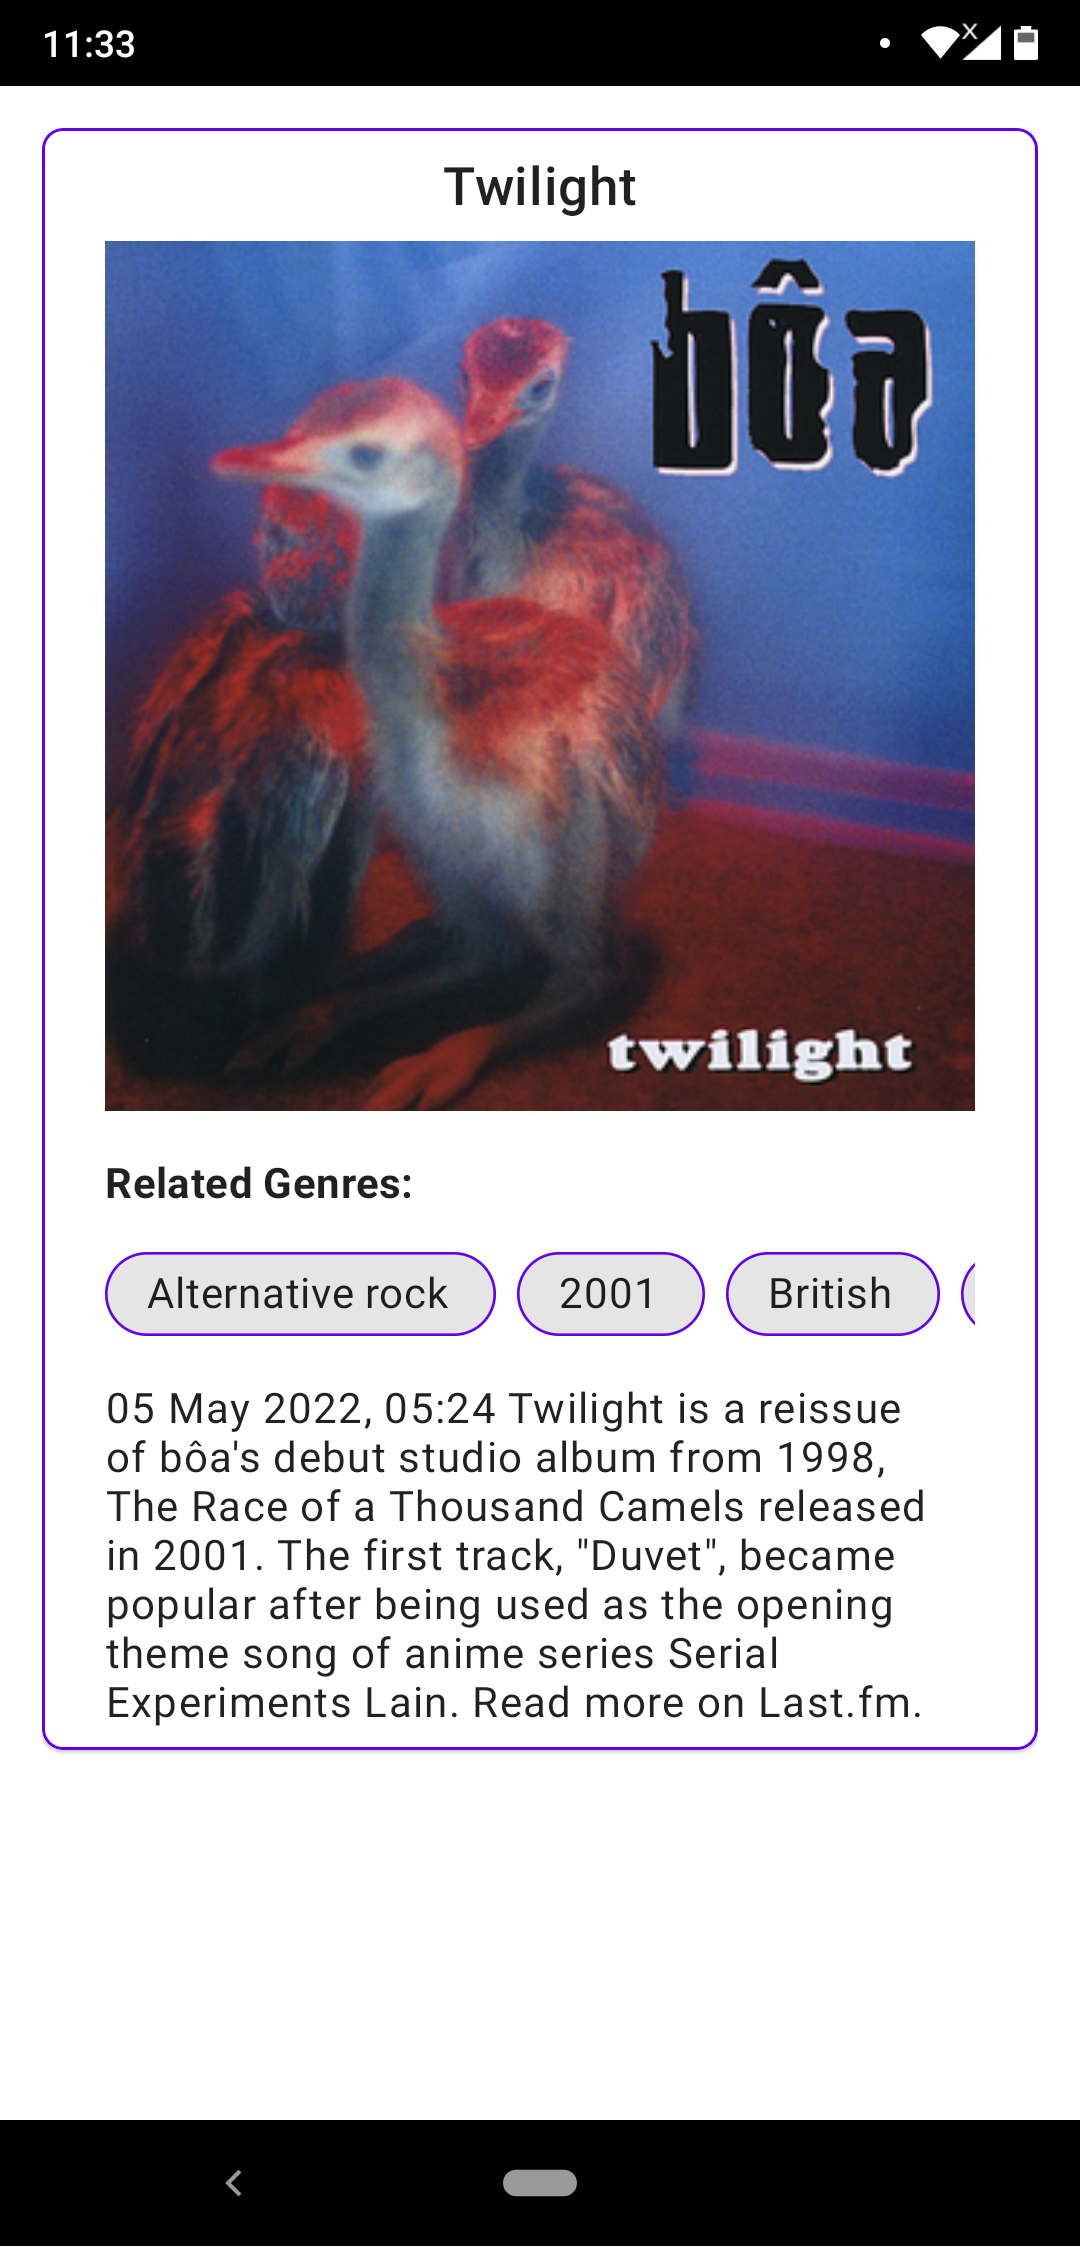 11:33
X
Twilight
bôa
twilight
Related Genres:
Alternative rock 2001 British
05 May 2022, 05:24 Twilight is a reissue
of bôa's debut studio album from 1998,
The Race of a Thousand Camels released
in 2001. The first track, "Duvet", became
popular after being used as the opening
theme song of anime series Serial
Experiments Lain. Read more on Last.fm.